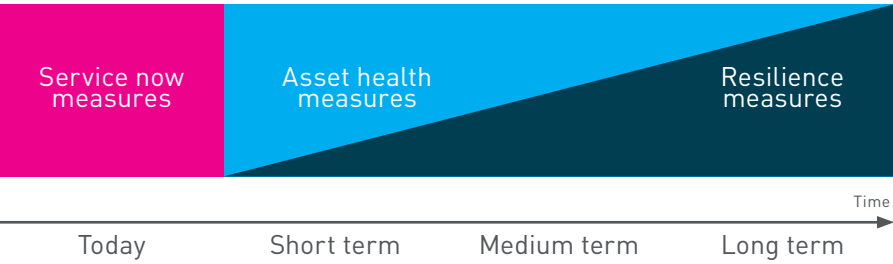 Service now
measures
Asset health
measures
Resilience
measures
Time
Today
Short term
Medium term
Long term